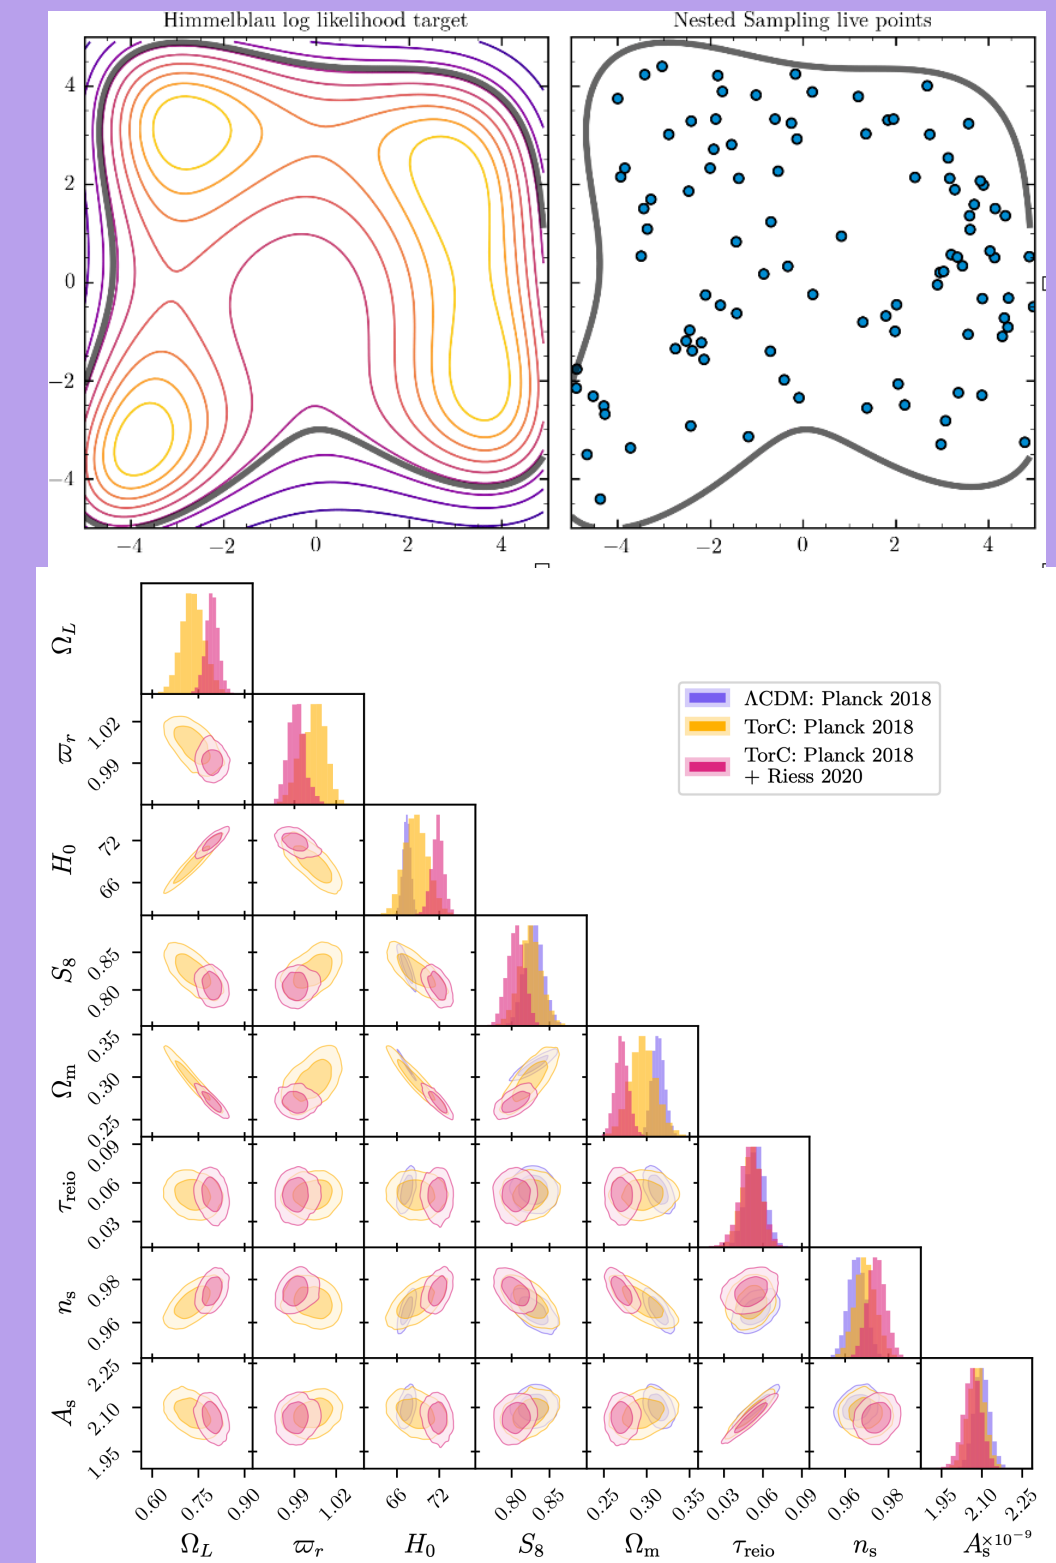 Himmelblau log likelihood target
Nested Sampling live points
4
2
0
−2
−4
−4 −2 0 2 4
−4 −2 0 2 4
ΛCDM: Planck 2018
TorC: Planck 2018
TorC: Planck 2018
+ Riess 2020
Ω_L
ϖ_r
1.02
0.99
H_0
72
66
S_8
0.85
0.80
Ω_m
0.35
0.30
0.25
τ_reio
0.09
0.06
0.03
n_s
0.98
0.96
A_s
2.25
2.10
1.95
0.60 0.75 0.90 0.99 1.02 66 72 0.80 0.85 0.25 0.30 0.35 0.03 0.06 0.09 0.96 0.98 1.95 2.10 2.25
Ω_L ϖ_r H_0 S_8 Ω_m τ_reio n_s A_s×10⁻⁹